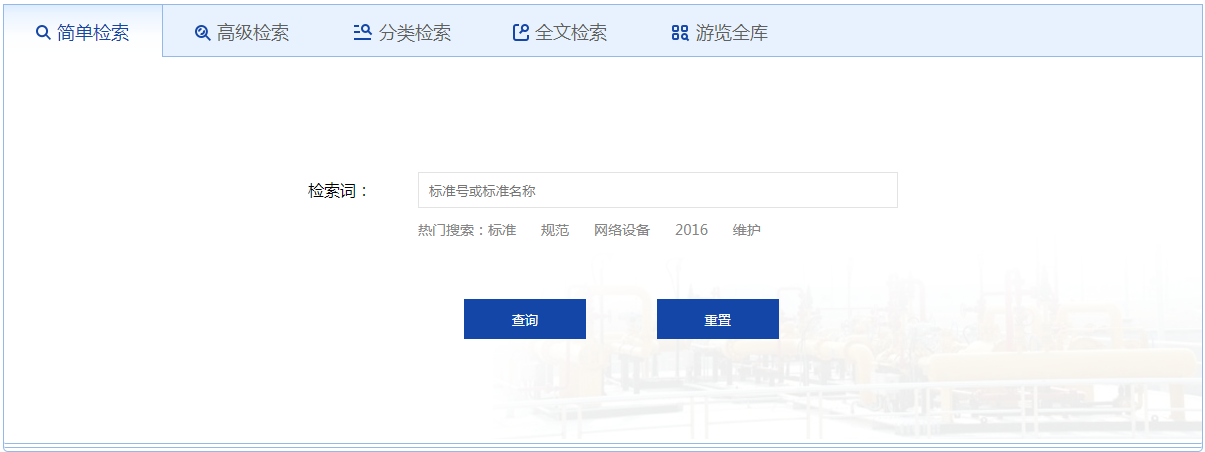 简单检索 高级检索 分类检索 全文检索 游览全库
检索词：
标准号或标准名称
热门搜索：标准 规范 网络设备 2016 维护
查询 重置